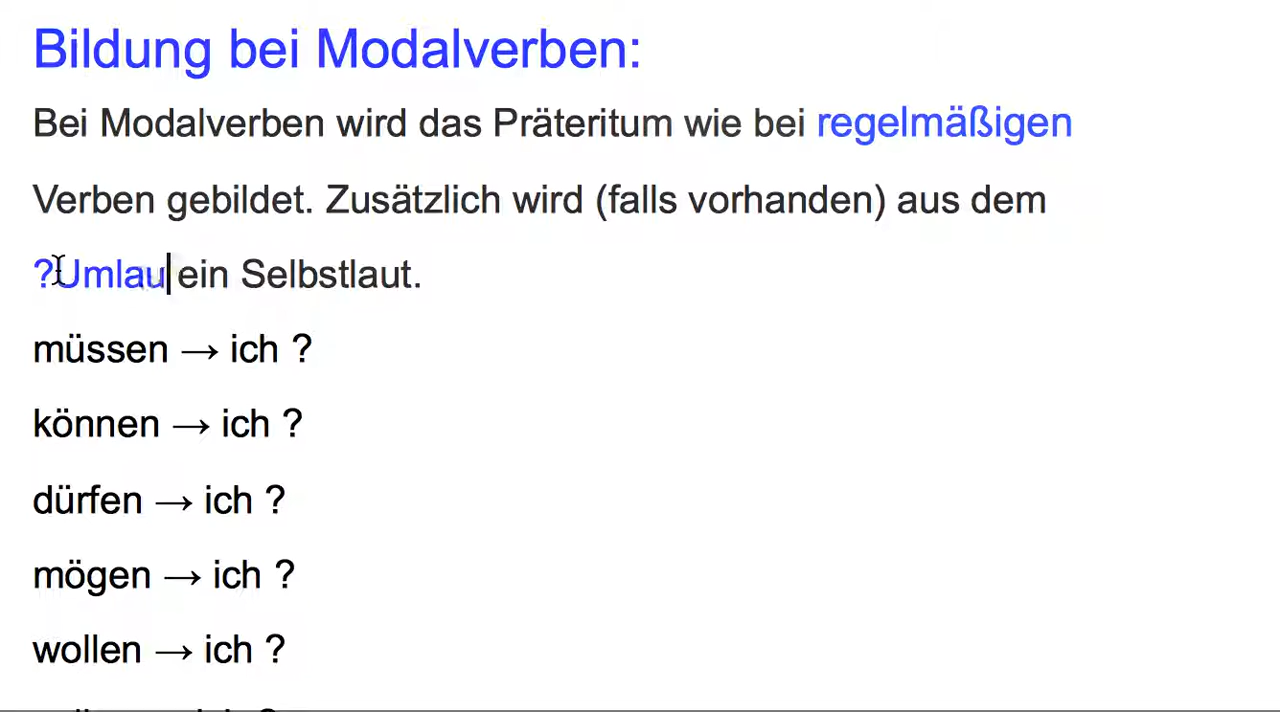 Bildung bei Modalverben:
Bei Modalverben wird das Präteritum wie bei regelmäßigen
Verben gebildet. Zusätzlich wird (falls vorhanden) aus dem
?Umlau ein Selbstlaut.
müssen → ich ?
können → ich ?
dürfen → ich ?
mögen → ich ?
wollen → ich ?